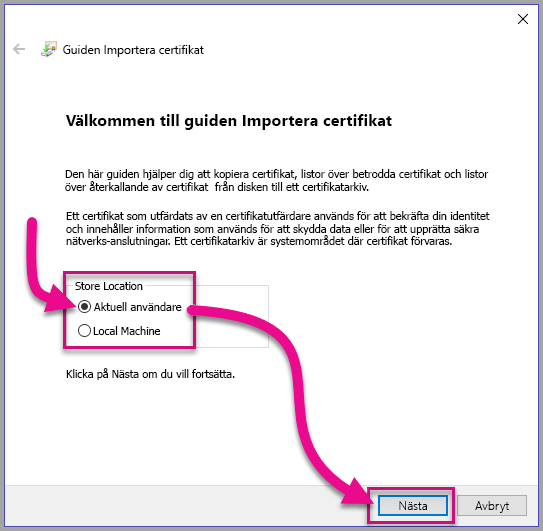 Guiden Importera certifikat
Välkommen till guiden Importera certifikat
Den här guiden hjälper dig att kopiera certifikat, listor över betrodda certifikat och listor
över återkallande av certifikat från disken till ett certifikatarkiv.
Ett certifikat som utfärdats av en certifikatutfärdare används för att bekräfta din identitet
och innehåller information som används för att skydda data eller för att upprätta säkra
nätverks-anslutningar. Ett certifikatarkiv är systemområdet där certifikat förvaras.
Store Location
Aktuell användare
Local Machine
Klicka på Nästa om du vill fortsätta.
Nästa
Avbryt